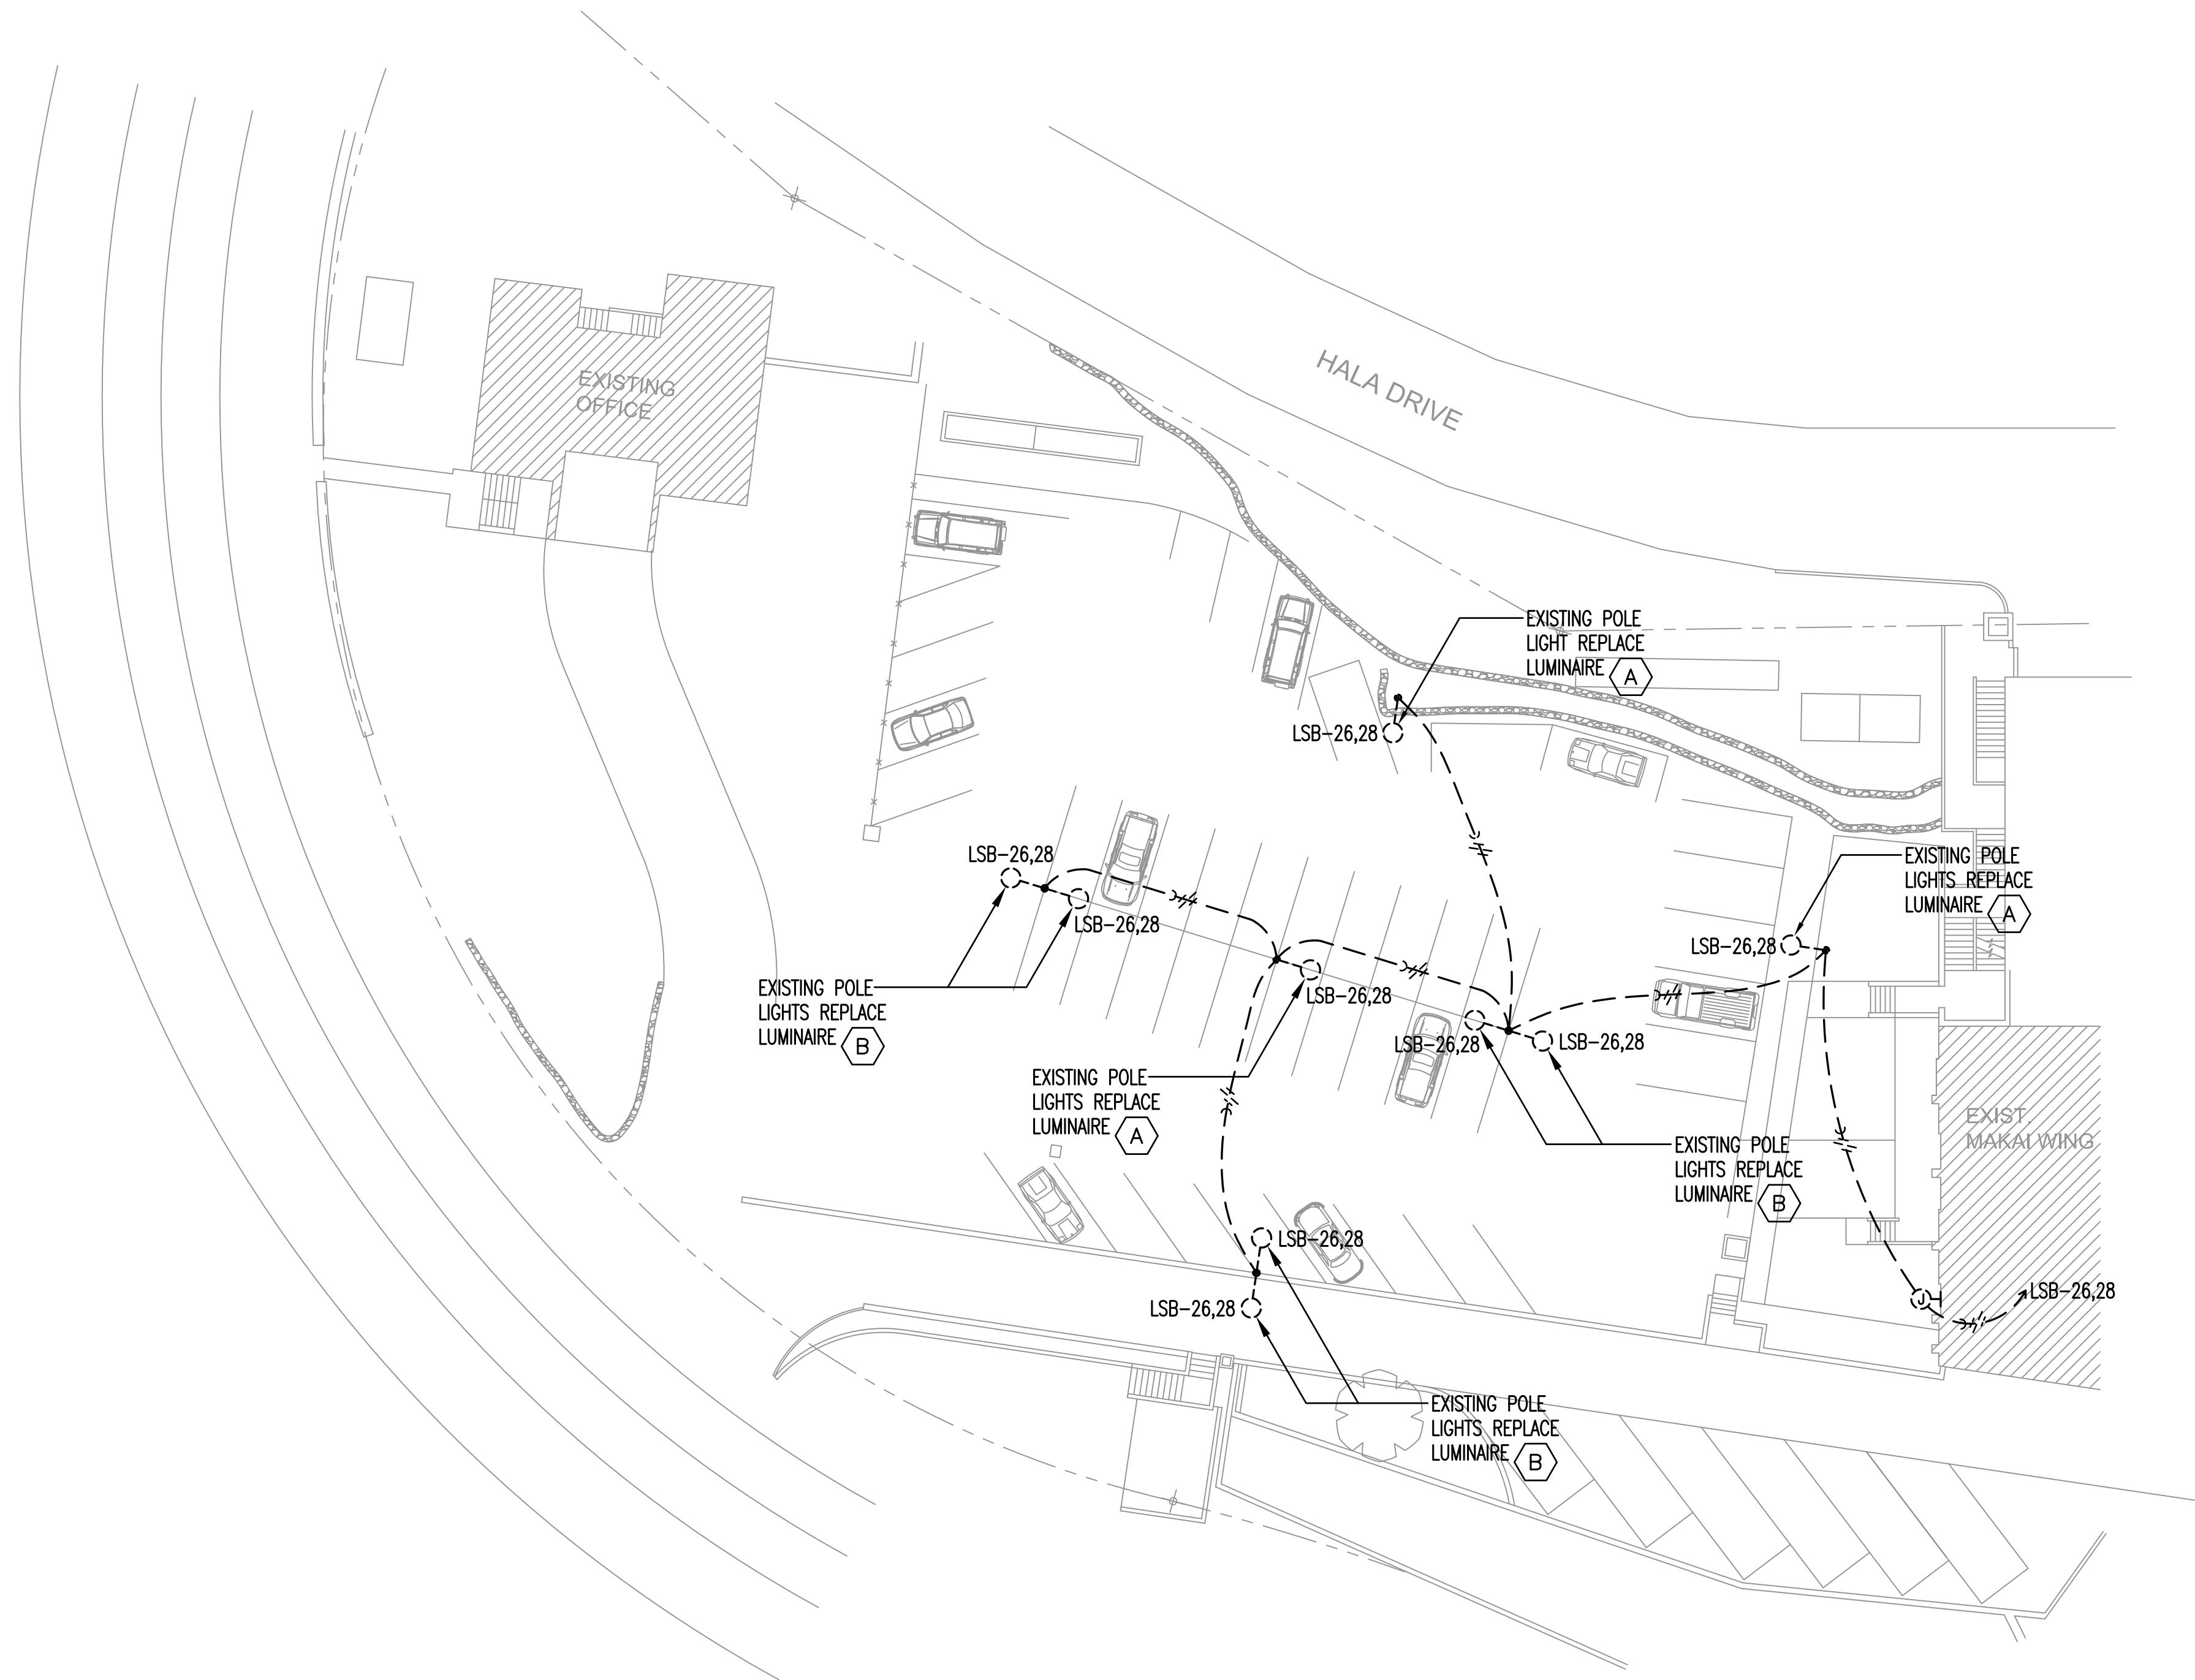 HALA DRIVE
EXISTING
OFFICE
EXISTING POLE
LIGHT REPLACE
LUMINAIRE A
LSB-26,28
LSB-26,28
LSB-26,28
EXISTING POLE
LIGHTS REPLACE
LUMINAIRE B
EXISTING POLE
LIGHTS REPLACE
LUMINAIRE A
LSB-26,28
LSB-26,28
EXISTING POLE
LIGHTS REPLACE
LUMINAIRE A
LSB-26,28
LSB-26,28
EXISTING POLE
LIGHTS REPLACE
LUMINAIRE B
EXIST.
MAKAI WING
LSB-26,28
LSB-26,28
J
LSB-26,28
EXISTING POLE
LIGHTS REPLACE
LUMINAIRE B